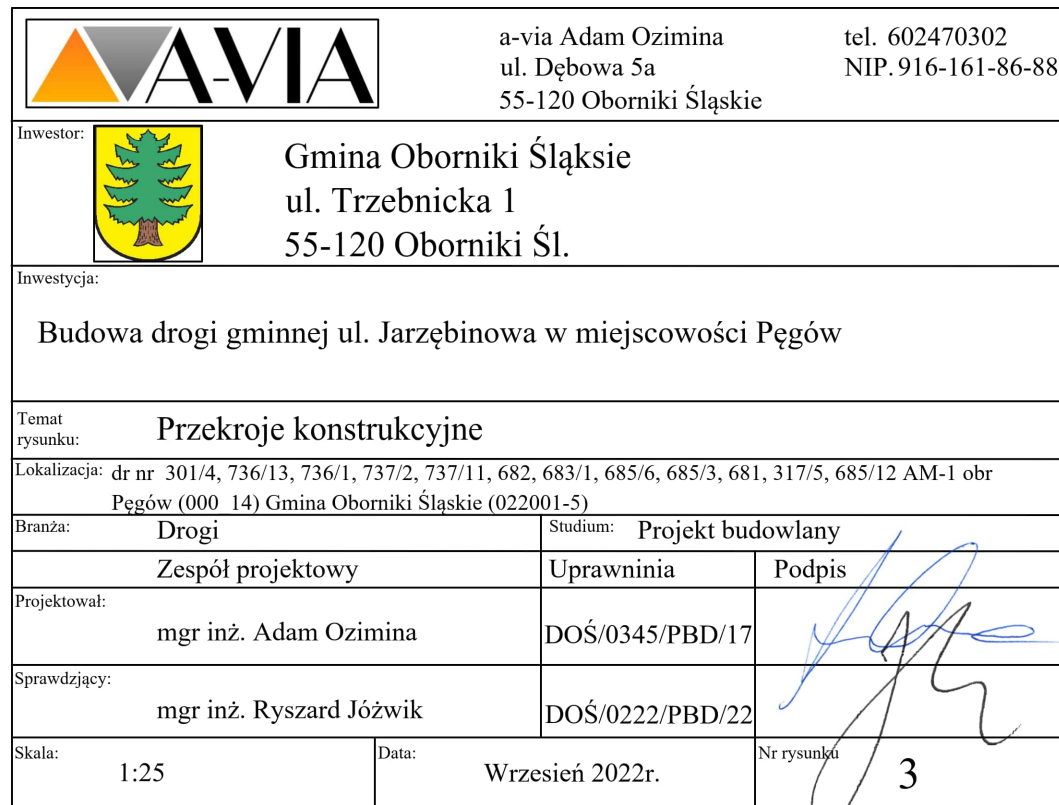 A-VIA
a-via Adam Ozimina tel. 602470302
ul. Dębowa 5a NIP. 916-161-86-88
55-120 Oborniki Śląskie
Inwestor:
Gmina Oborniki Śląksie
ul. Trzebnicka 1
55-120 Oborniki Śl.
Inwestycja:
Budowa drogi gminnej ul. Jarzębinowa w miejscowości Pęgów
Temat
rysunku:
Przekroje konstrukcyjne
Lokalizacja: dr nr 301/4, 736/13, 736/1, 737/2, 737/11, 682, 683/1, 685/6, 685/3, 681, 317/5, 685/12 AM-1 obr
Pęgów (000 14) Gmina Oborniki Śląskie (022001-5)
Branża: Drogi Studium: Projekt budowlany
Zespół projektowy Uprawninia Podpis
Projektował:
mgr inż. Adam Ozimina DOŚ/0345/PBD/17
Sprawdzjący:
mgr inż. Ryszard Jóżwik DOŚ/0222/PBD/22
Skala: Data: Nr rysunku
1:25 Wrzesień 2022r. 3